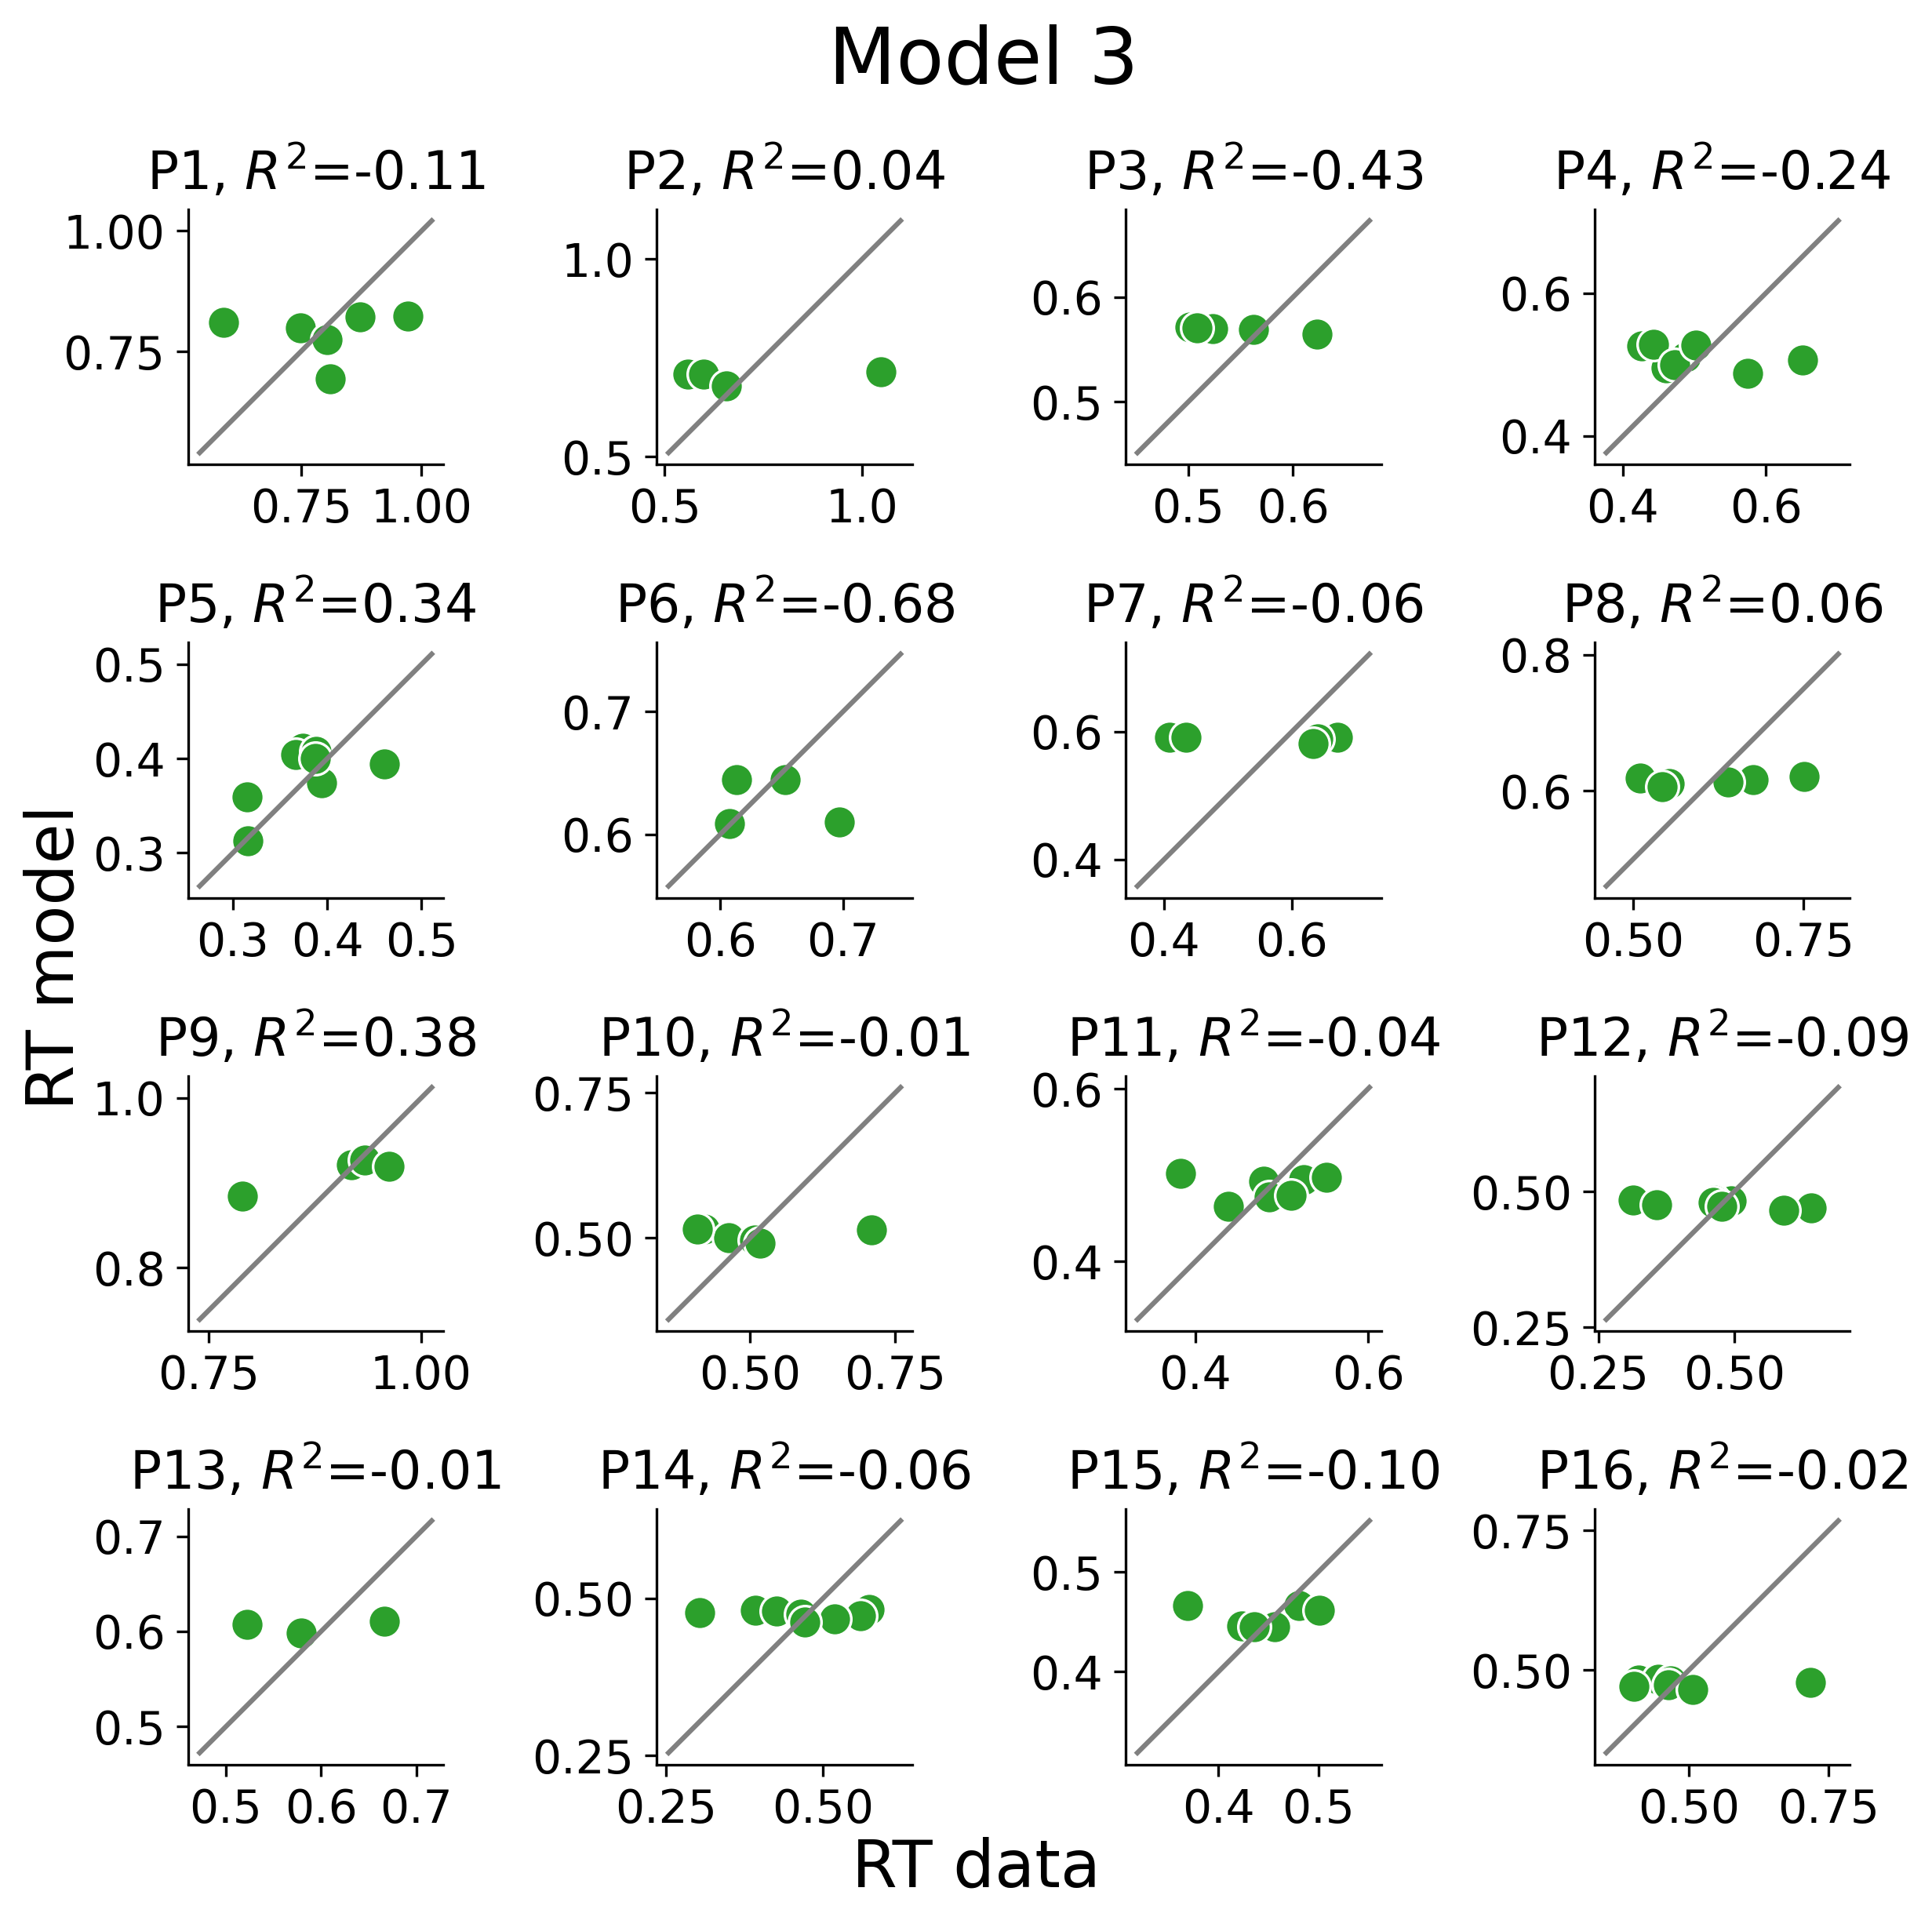 Model 3
P1, R²=-0.11
P2, R²=0.04
P3, R²=-0.43
P4, R²=-0.24
1.00
0.75
0.75 1.00
1.0
0.5
0.5 1.0
0.6
0.5
0.5 0.6
0.6
0.4
0.4 0.6
P5, R²=0.34
P6, R²=-0.68
P7, R²=-0.06
P8, R²=0.06
0.5
0.4
0.3
0.3 0.4 0.5
0.7
0.6
0.6 0.7
0.6
0.4
0.4 0.6
0.8
0.6
0.50 0.75
RT model
P9, R²=0.38
P10, R²=-0.01
P11, R²=-0.04
P12, R²=-0.09
1.0
0.8
0.75 1.00
0.75
0.50
0.50 0.75
0.6
0.4
0.4 0.6
0.50
0.25
0.25 0.50
P13, R²=-0.01
P14, R²=-0.06
P15, R²=-0.10
P16, R²=-0.02
0.7
0.6
0.5
0.5 0.6 0.7
0.50
0.25
0.25 0.50
0.5
0.4
0.4 0.5
0.75
0.50
0.50 0.75
RT data